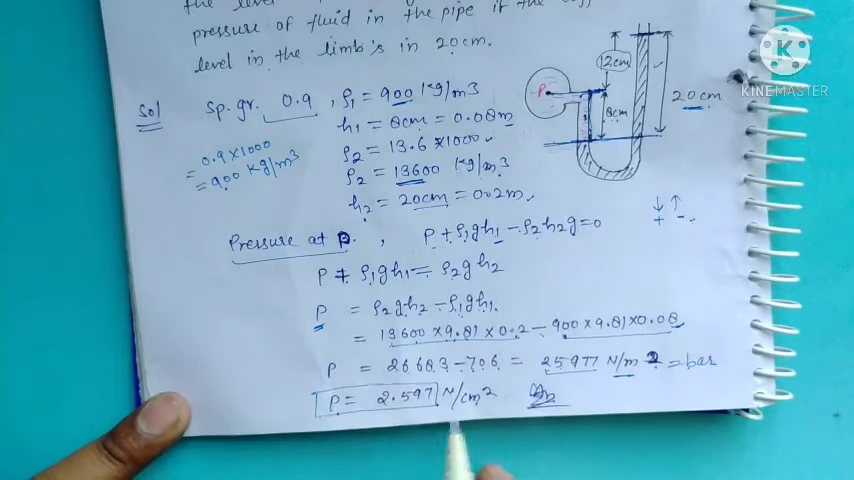 the level
pressure of fluid in the pipe if the
level in the limb's in 20cm.
K
KINEMASTER
Sol
Sp.gr. 0.9 , ρ1 = 900 Kg/m3
= 0.9 x 1000
= 900 Kg/m3
h1 = 8cm = 0.08m
ρ2 = 13.6 x 1000
ρ2 = 13600 Kg/m3
h2 = 20cm = 0.2m
P
12cm
8cm
20cm
Pressure at P. , P + ρ1gh1 - ρ2h2g = 0
↓ ↑
+ -
P + ρ1gh1 = ρ2gh2
P = ρ2gh2 - ρ1gh1.
= 13600 x 9.81 x 0.2 - 900 x 9.81 x 0.08
P = 26683 - 706 = 25977 N/m2 = bar
P = 2.597 N/cm2